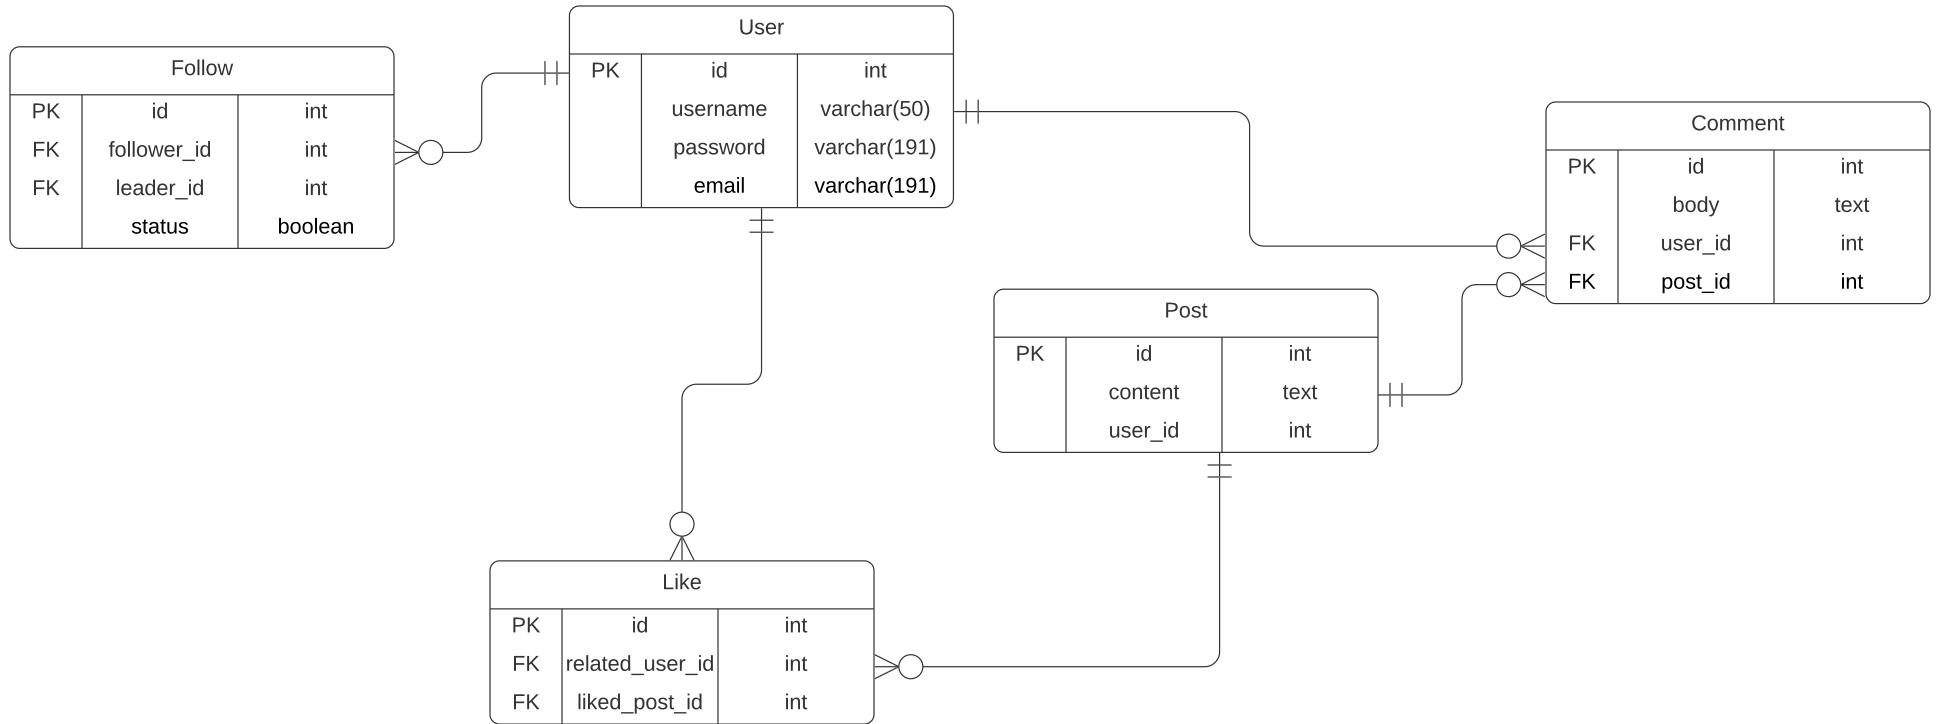 User
PK id int
username varchar(50)
password varchar(191)
email varchar(191)
Follow
PK id int
FK follower_id int
FK leader_id int
status boolean
Comment
PK id int
body text
FK user_id int
FK post_id int
Post
PK id int
content text
user_id int
Like
PK id int
FK related_user_id int
FK liked_post_id int